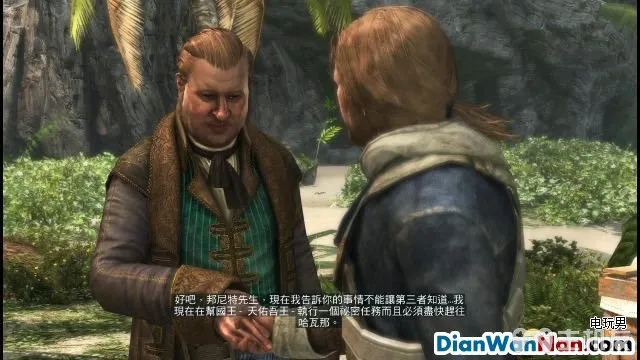 好吧，邦尼特先生，現在我告訴你的事情不能讓第三者知道...我
現在在幫國王- 天佑吾王- 執行一個祕密任務而且必須盡快趕往
哈瓦那。
电玩男
DianWanNan.com